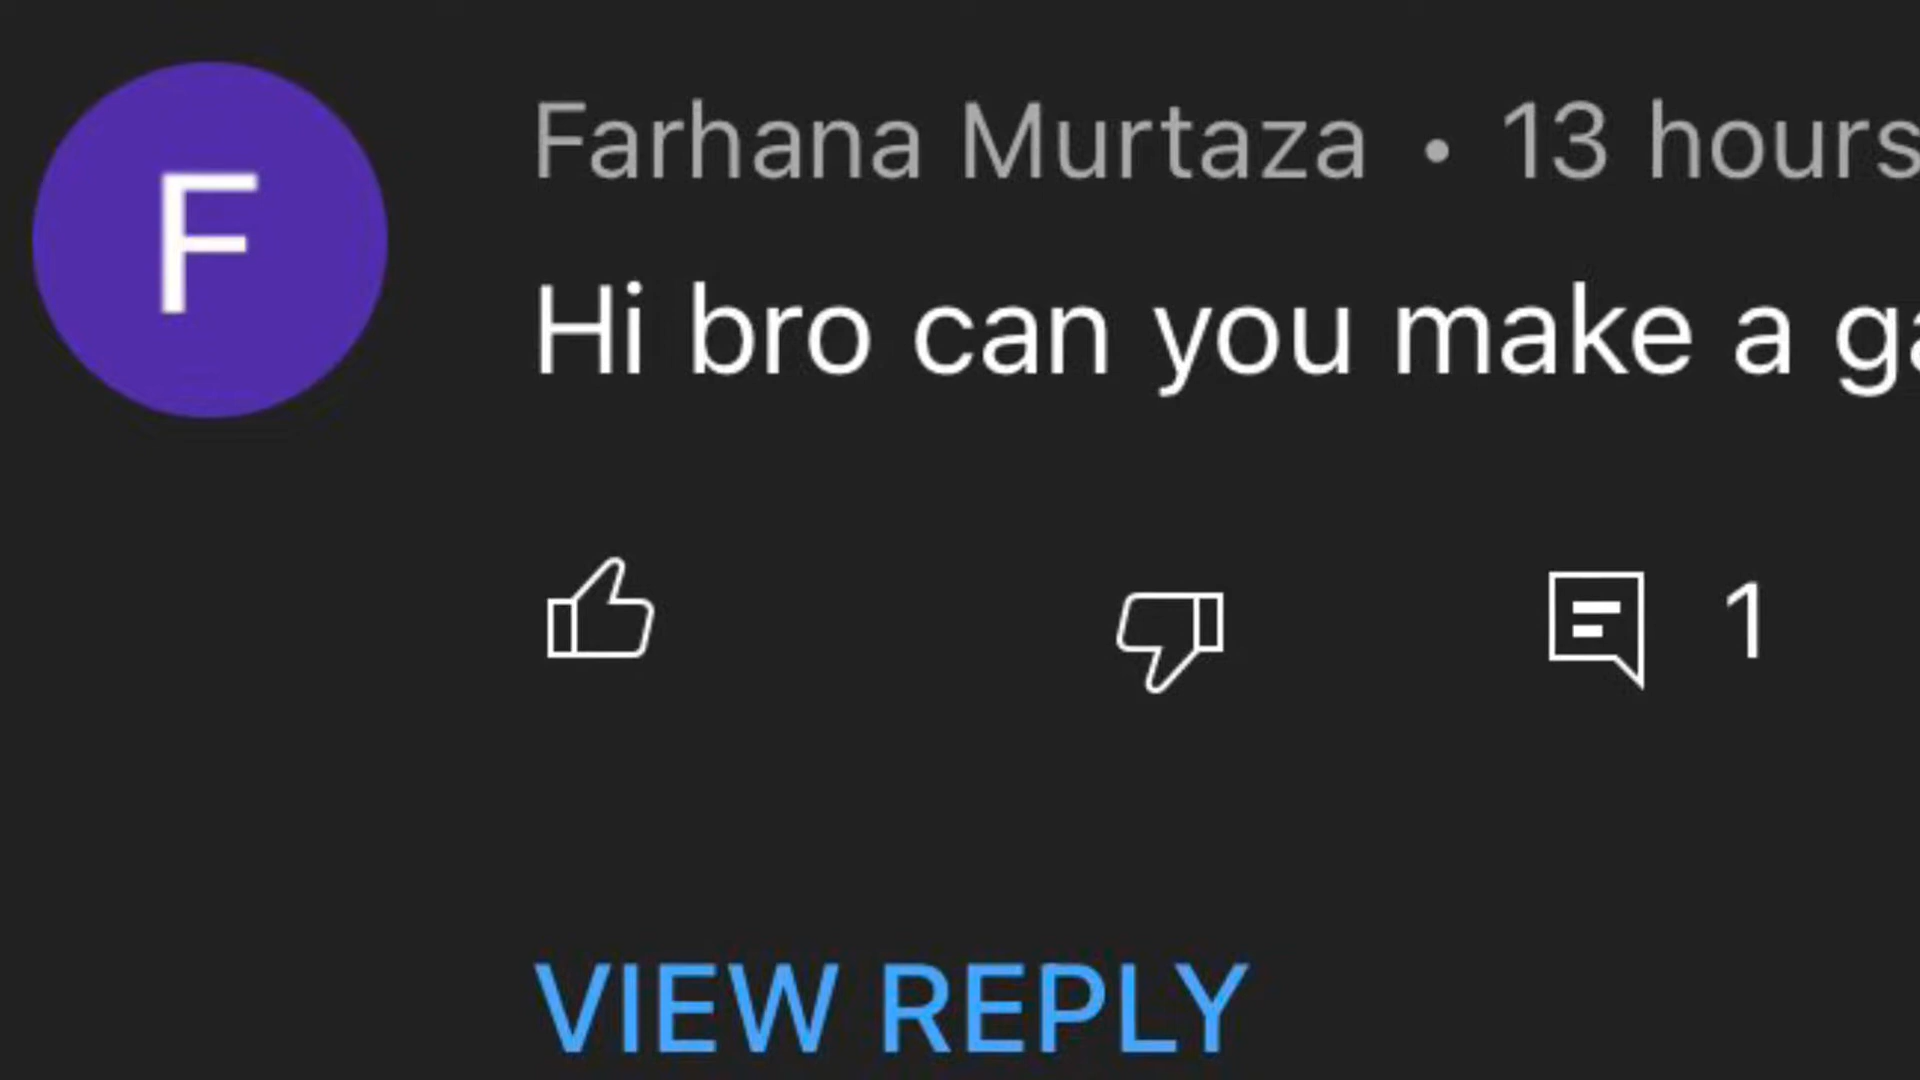 F
Farhana Murtaza • 13 hours
Hi bro can you make a
1
VIEW REPLY